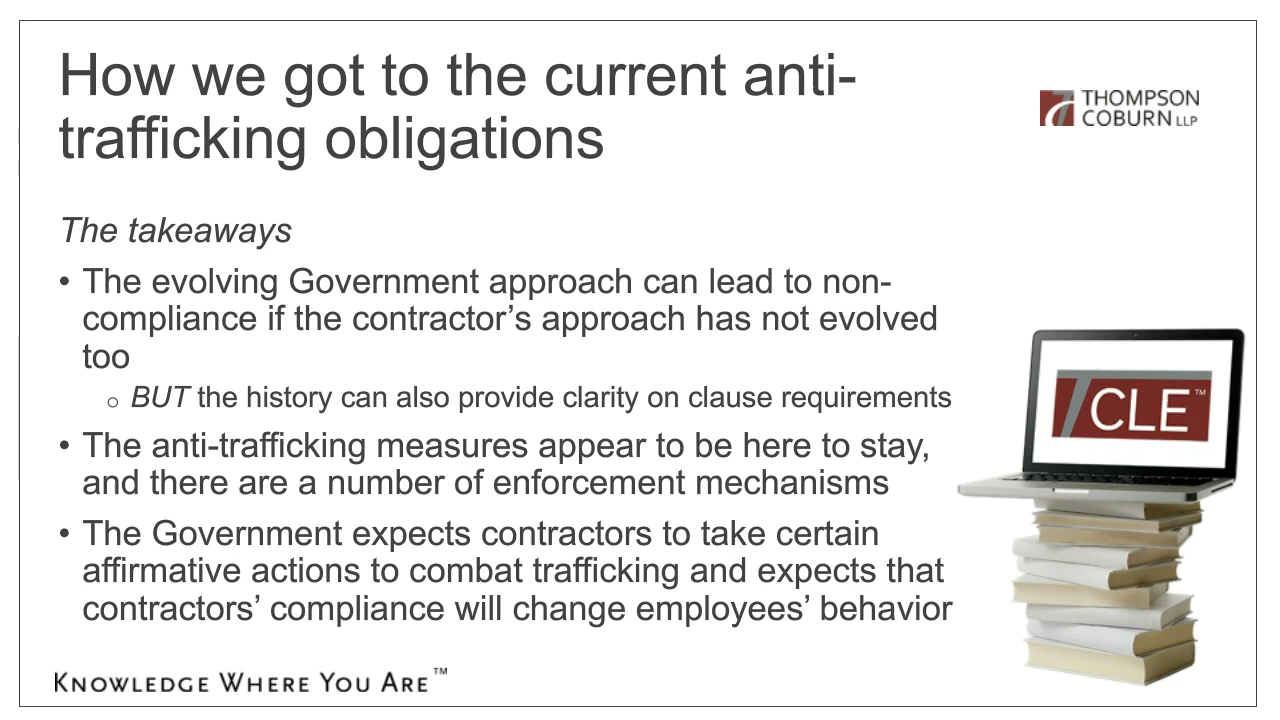 How we got to the current anti-
trafficking obligations
THOMPSON
COBURN LLP
The takeaways
• The evolving Government approach can lead to non-
compliance if the contractor’s approach has not evolved
too
o BUT the history can also provide clarity on clause requirements
• The anti-trafficking measures appear to be here to stay,
and there are a number of enforcement mechanisms
• The Government expects contractors to take certain
affirmative actions to combat trafficking and expects that
contractors’ compliance will change employees’ behavior
CLE™
KNOWLEDGE WHERE YOU ARE™